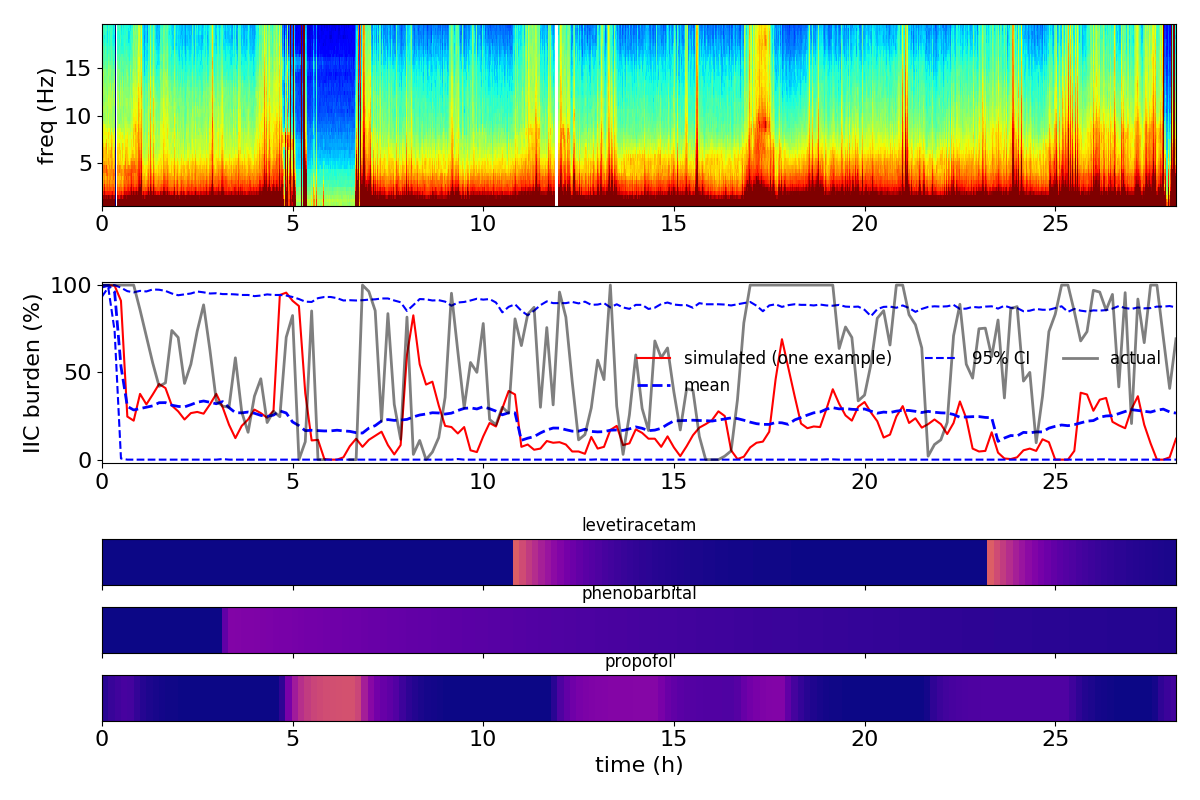 freq (Hz)
15
10
5
0 5 10 15 20 25
IIC burden (%)
100
50
0
simulated (one example) 95% CI actual
mean
0 5 10 15 20 25
levetiracetam
phenobarbital
propofol
0 5 10 15 20 25
time (h)